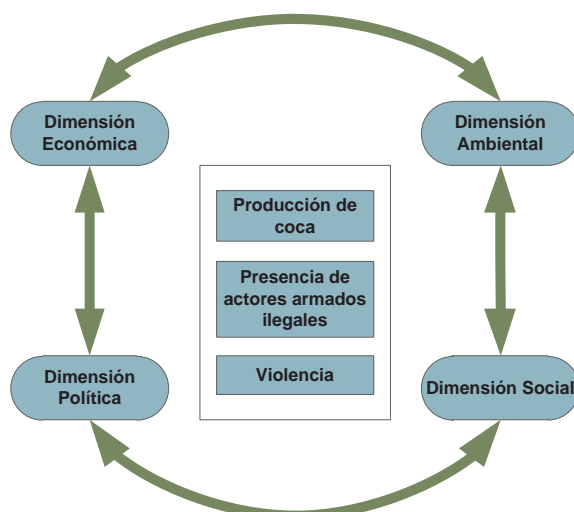 Dimensión
Económica
Dimensión
Ambiental
Producción de
coca
Presencia de
actores armados
ilegales
Violencia
Dimensión
Política
Dimensión Social